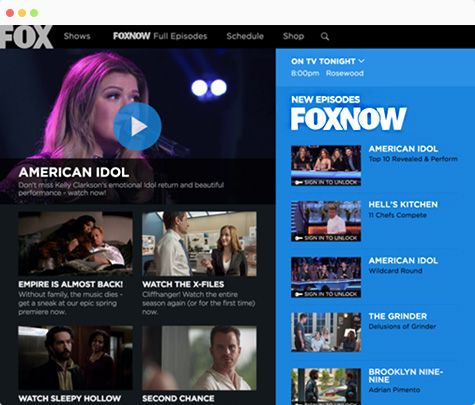 FOX
Shows
FOXNOW Full Episodes
Schedule
Shop
ON TV TONIGHT
8:00pm Rosewood
NEW EPISODES
FOXNOW
AMERICAN IDOL
Don't miss Kelly Clarkson's emotional Idol return and beautiful
performance - watch now!
EMPIRE IS ALMOST BACK!
Without family, the music dies -
get a sneak at our epic spring
premiere now.
WATCH THE X-FILES
Cliffhanger! Watch the entire
season again (or for the first time)
now.
WATCH SLEEPY HOLLOW
SECOND CHANCE
AMERICAN IDOL
Top 10 Revealed & Perform
SIGN IN TO UNLOCK
HELL'S KITCHEN
11 Chefs Compete
SIGN IN TO UNLOCK
AMERICAN IDOL
Wildcard Round
SIGN IN TO UNLOCK
THE GRINDER
Delusions of Grinder
BROOKLYN NINE-
NINE
Adrian Pimento